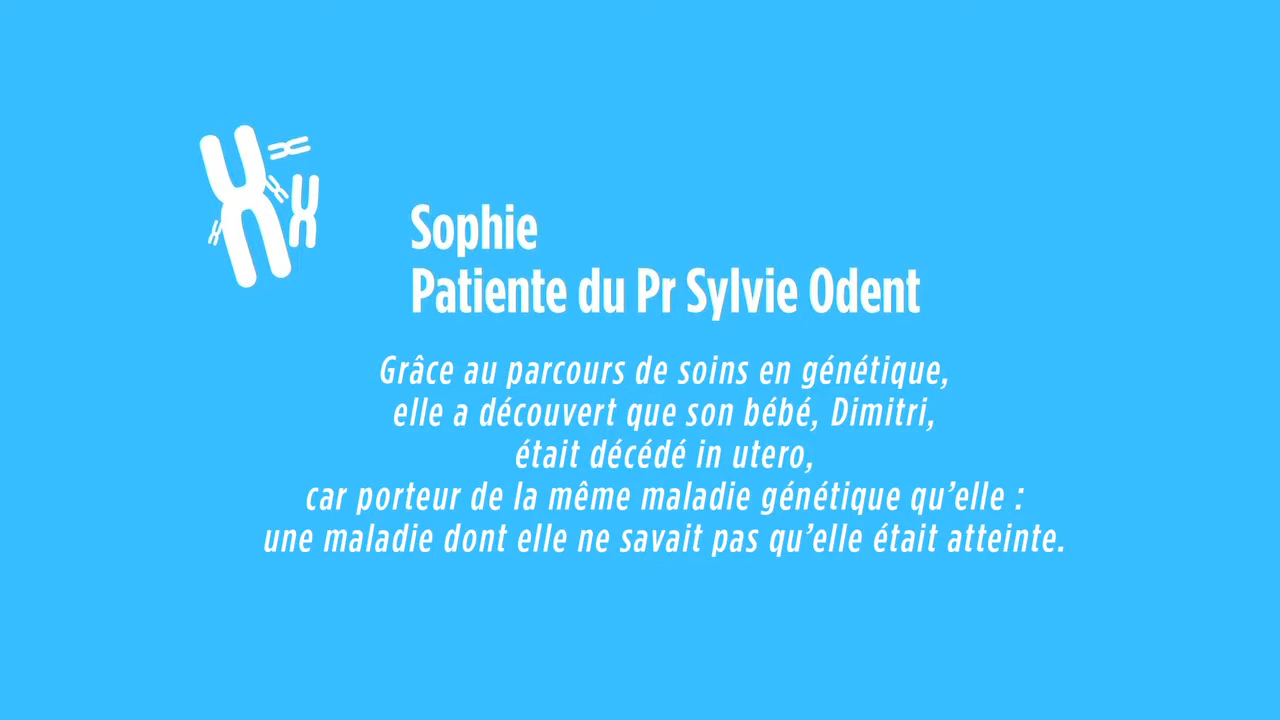 Sophie
Patiente du Pr Sylvie Odent
Grâce au parcours de soins en génétique,
elle a découvert que son bébé, Dimitri,
était décédé in utero,
car porteur de la même maladie génétique qu’elle :
une maladie dont elle ne savait pas qu’elle était atteinte.